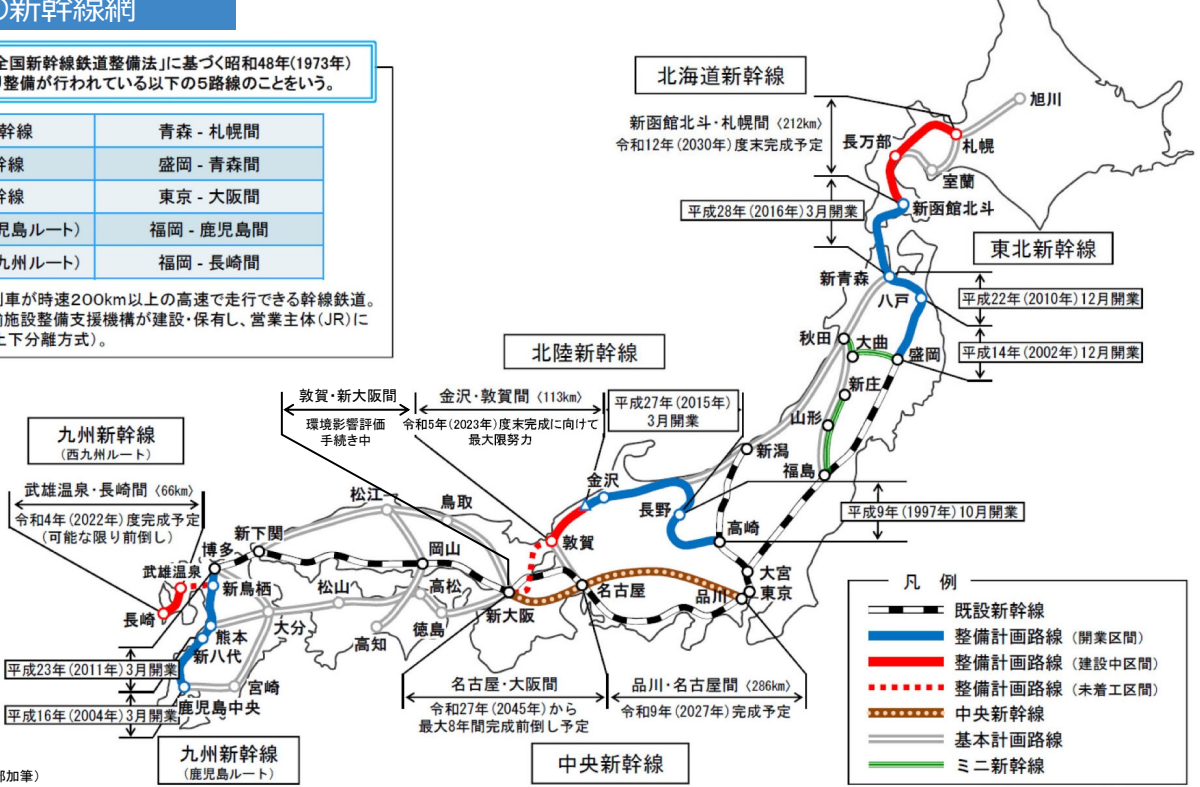 の新幹線網
全国新幹線鉄道整備法」に基づく昭和48年(1973年)
整備が行われている以下の5路線のことをいう。
幹線 青森 - 札幌間
幹線 盛岡 - 青森間
幹線 東京 - 大阪間
児島ルート) 福岡 - 鹿児島間
九州ルート) 福岡 - 長崎間
列車が時速200km以上の高速で走行できる幹線鉄道。
施設整備支援機構が建設・保有し、営業主体(JR)に
上下分離方式)。
北海道新幹線
新函館北斗・札幌間〈212km〉
令和12年(2030年)度末完成予定
平成28年(2016年)3月開業
旭川
札幌
長万部
室蘭
新函館北斗
東北新幹線
新青森
八戸
平成22年(2010年)12月開業
秋田
大曲
盛岡
平成14年(2002年)12月開業
新庄
山形
福島
新潟
北陸新幹線
敦賀・新大阪間
環境影響評価
手続き中
金沢・敦賀間〈113km〉
令和5年(2023年)度末完成に向けて
最大限努力
平成27年(2015年)
3月開業
金沢
長野
高崎
平成9年(1997年)10月開業
敦賀
大宮
東京
品川
名古屋
新大阪
九州新幹線
(西九州ルート)
武雄温泉・長崎間〈66km〉
令和4年(2022年)度完成予定
(可能な限り前倒し)
松江
鳥取
新下関
岡山
博多
武雄温泉
新鳥栖
松山
高松
長崎
熊本
大分
徳島
高知
新八代
平成23年(2011年)3月開業
宮崎
鹿児島中央
平成16年(2004年)3月開業
九州新幹線
(鹿児島ルート)
名古屋・大阪間
令和27年(2045年)から
最大8年間完成前倒し予定
品川・名古屋間〈286km〉
令和9年(2027年)完成予定
中央新幹線
凡 例
既設新幹線
整備計画路線(開業区間)
整備計画路線(建設中区間)
整備計画路線(未着工区間)
中央新幹線
基本計画路線
ミニ新幹線
部加筆)